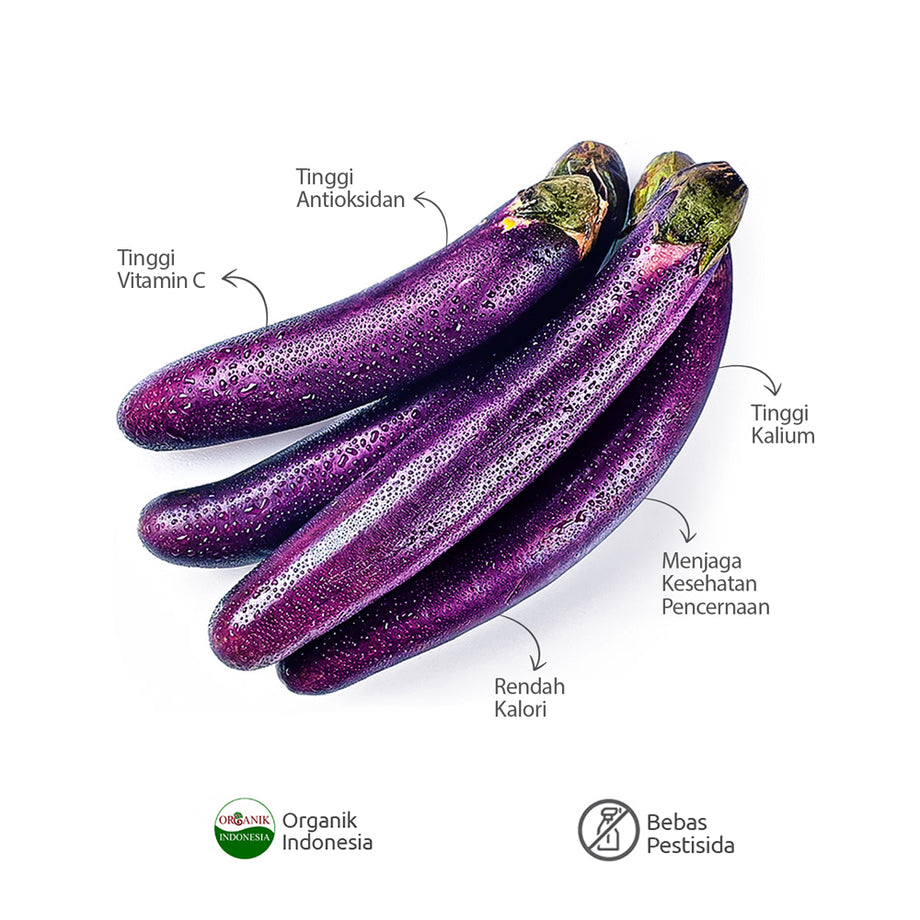 Tinggi
Antioksidan
Tinggi
Vitamin C
Tinggi
Kalium
Menjaga
Kesehatan
Pencernaan
Rendah
Kalori
ORGANIK
INDONESIA
Organik
Indonesia
Bebas
Pestisida